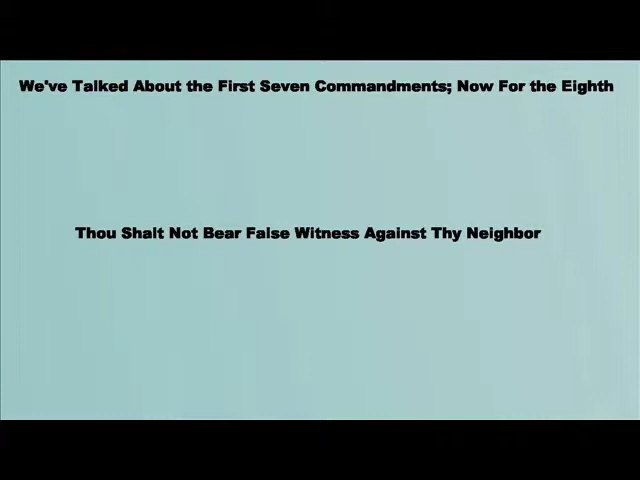 We've Talked About the First Seven Commandments; Now For the Eighth
Thou Shalt Not Bear False Witness Against Thy Neighbor